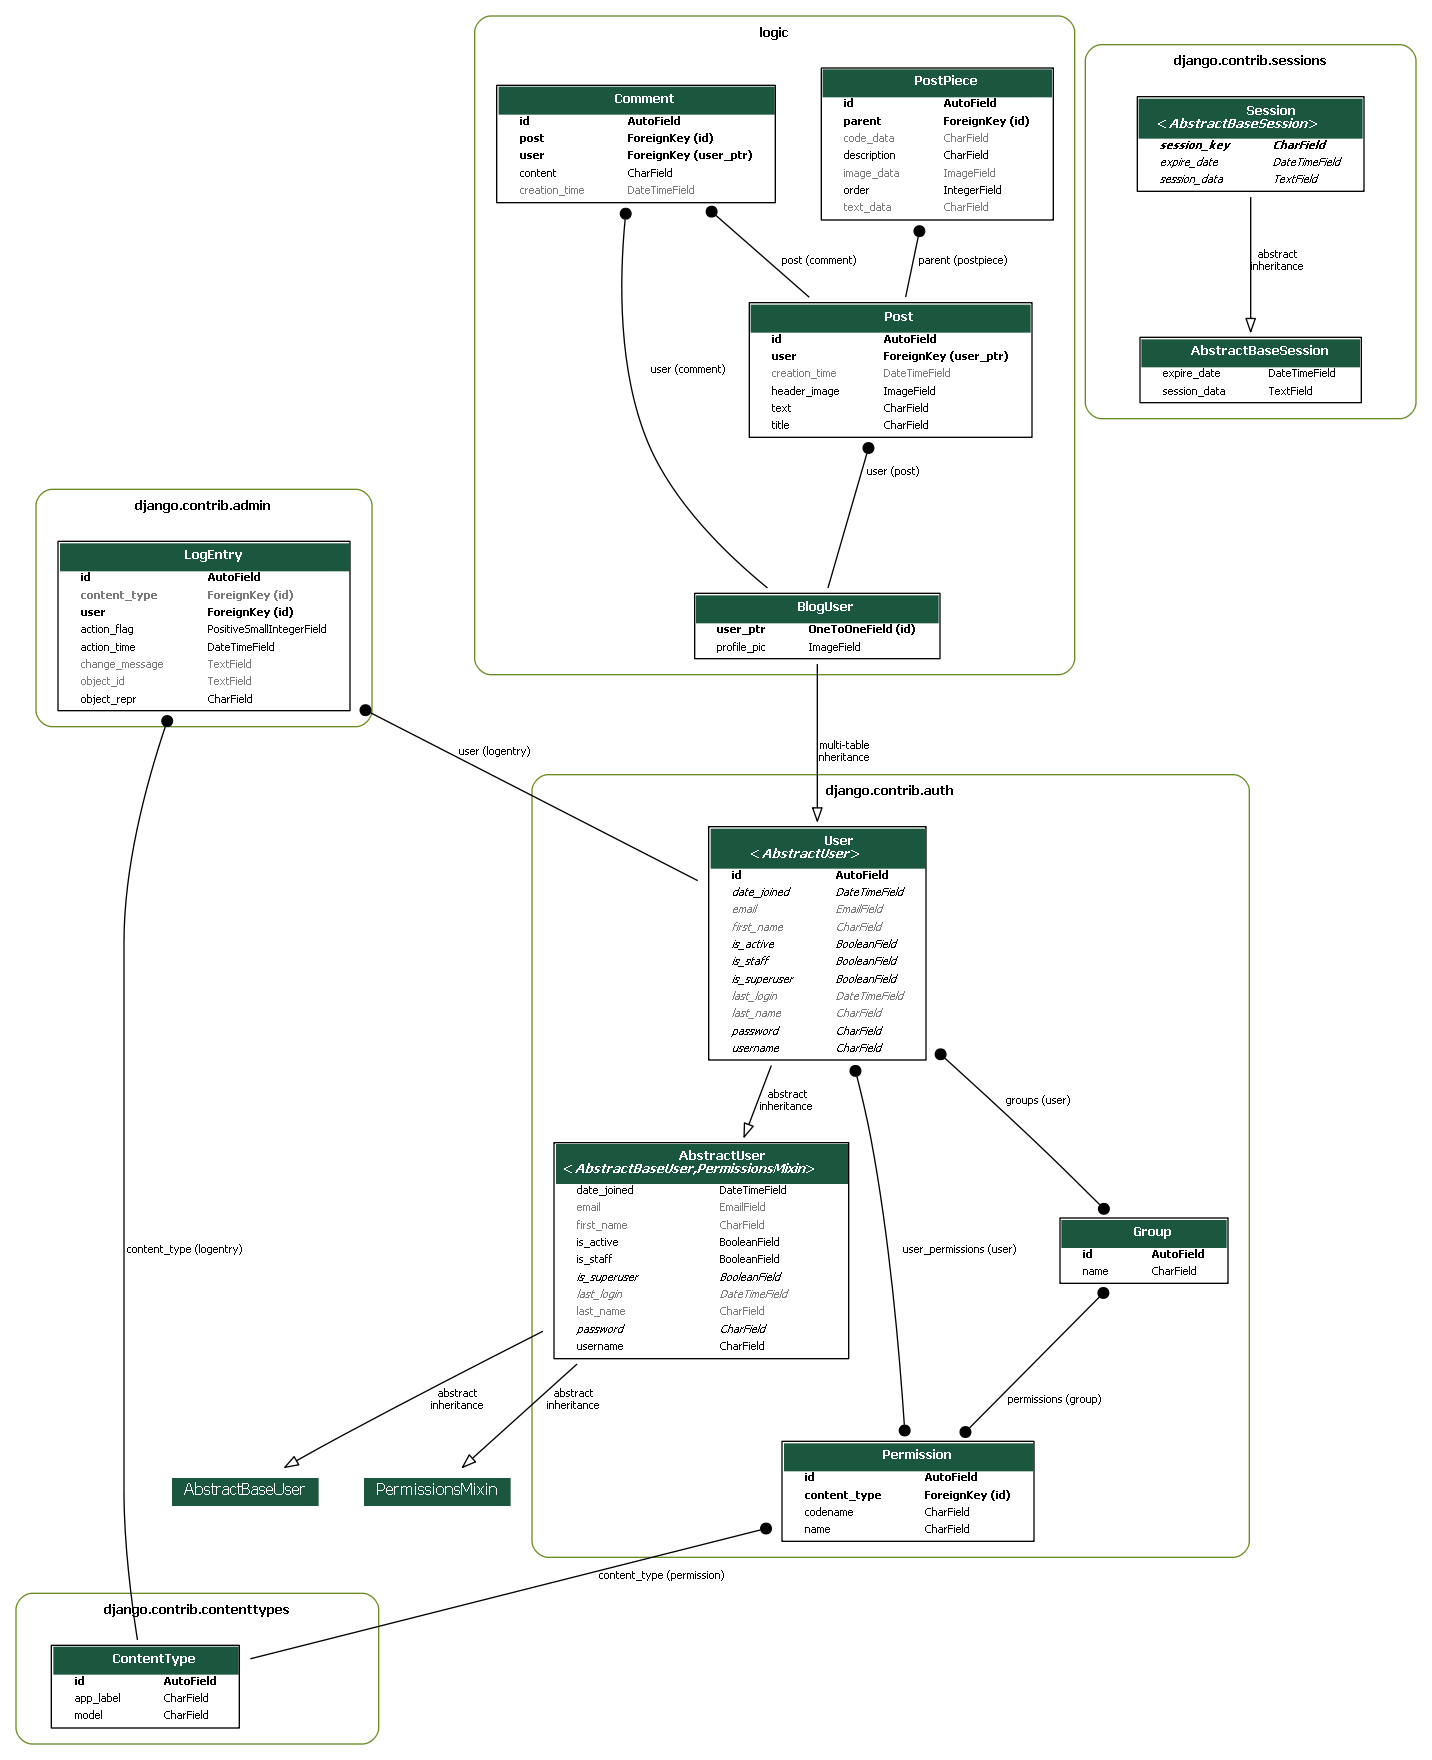 logic
Comment
id AutoField
post ForeignKey (id)
user ForeignKey (user_ptr)
content CharField
creation_time DateTimeField
PostPiece
id AutoField
parent ForeignKey (id)
code_data CharField
description CharField
image_data ImageField
order IntegerField
text_data CharField
post (comment)
parent (postpiece)
user (comment)
Post
id AutoField
user ForeignKey (user_ptr)
creation_time DateTimeField
header_image ImageField
text CharField
title CharField
user (post)
BlogUser
user_ptr OneToOneField (id)
profile_pic ImageField
django.contrib.sessions
Session
<AbstractBaseSession>
session_key CharField
expire_date DateTimeField
session_data TextField
abstract
inheritance
AbstractBaseSession
expire_date DateTimeField
session_data TextField
django.contrib.admin
LogEntry
id AutoField
content_type ForeignKey (id)
user ForeignKey (id)
action_flag PositiveSmallIntegerField
action_time DateTimeField
change_message TextField
object_id TextField
object_repr CharField
user (logentry)
multi-table
nheritance
django.contrib.auth
User
<AbstractUser>
id AutoField
date_joined DateTimeField
email EmailField
first_name CharField
is_active BooleanField
is_staff BooleanField
is_superuser BooleanField
last_login DateTimeField
last_name CharField
password CharField
username CharField
abstract
inheritance
groups (user)
AbstractUser
<AbstractBaseUser,PermissionsMixin>
date_joined DateTimeField
email EmailField
first_name CharField
is_active BooleanField
is_staff BooleanField
is_superuser BooleanField
last_login DateTimeField
last_name CharField
password CharField
username CharField
user_permissions (user)
Group
id AutoField
name CharField
content_type (logentry)
abstract
inheritance
abstract
inheritance
permissions (group)
AbstractBaseUser
PermissionsMixin
Permission
id AutoField
content_type ForeignKey (id)
codename CharField
name CharField
content_type (permission)
django.contrib.contenttypes
ContentType
id AutoField
app_label CharField
model CharField